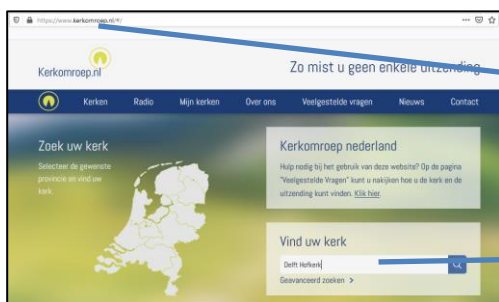 https://www.kerkomroep.nl/#/
Kerkomroep.nl
Zo mist u geen enkele uitzending
Kerken Radio Mijn kerken Over ons Veelgestelde vragen Nieuws Contact
Zoek uw kerk
Selecteer de gewenste
provincie en vind uw
kerk.
Kerkomroep nederland
Hulp nodig bij het gebruik van deze website? Op de pagina
"Veelgestelde Vragen" kunt u nakijken hoe u de kerk en de
uitzending kunt vinden. Klik hier.
Vind uw kerk
Delft Hofkerk
Geavanceerd zoeken >